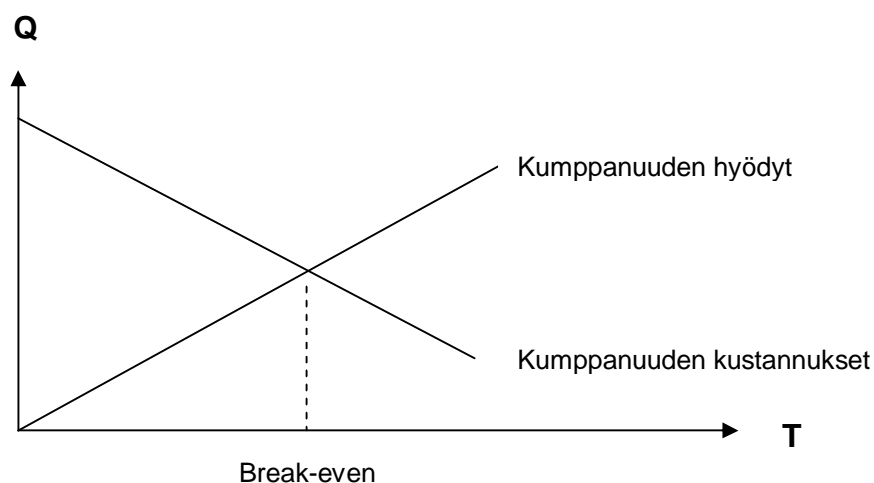 Q
Kumppanuuden hyödyt
Kumppanuuden kustannukset
T
Break-even